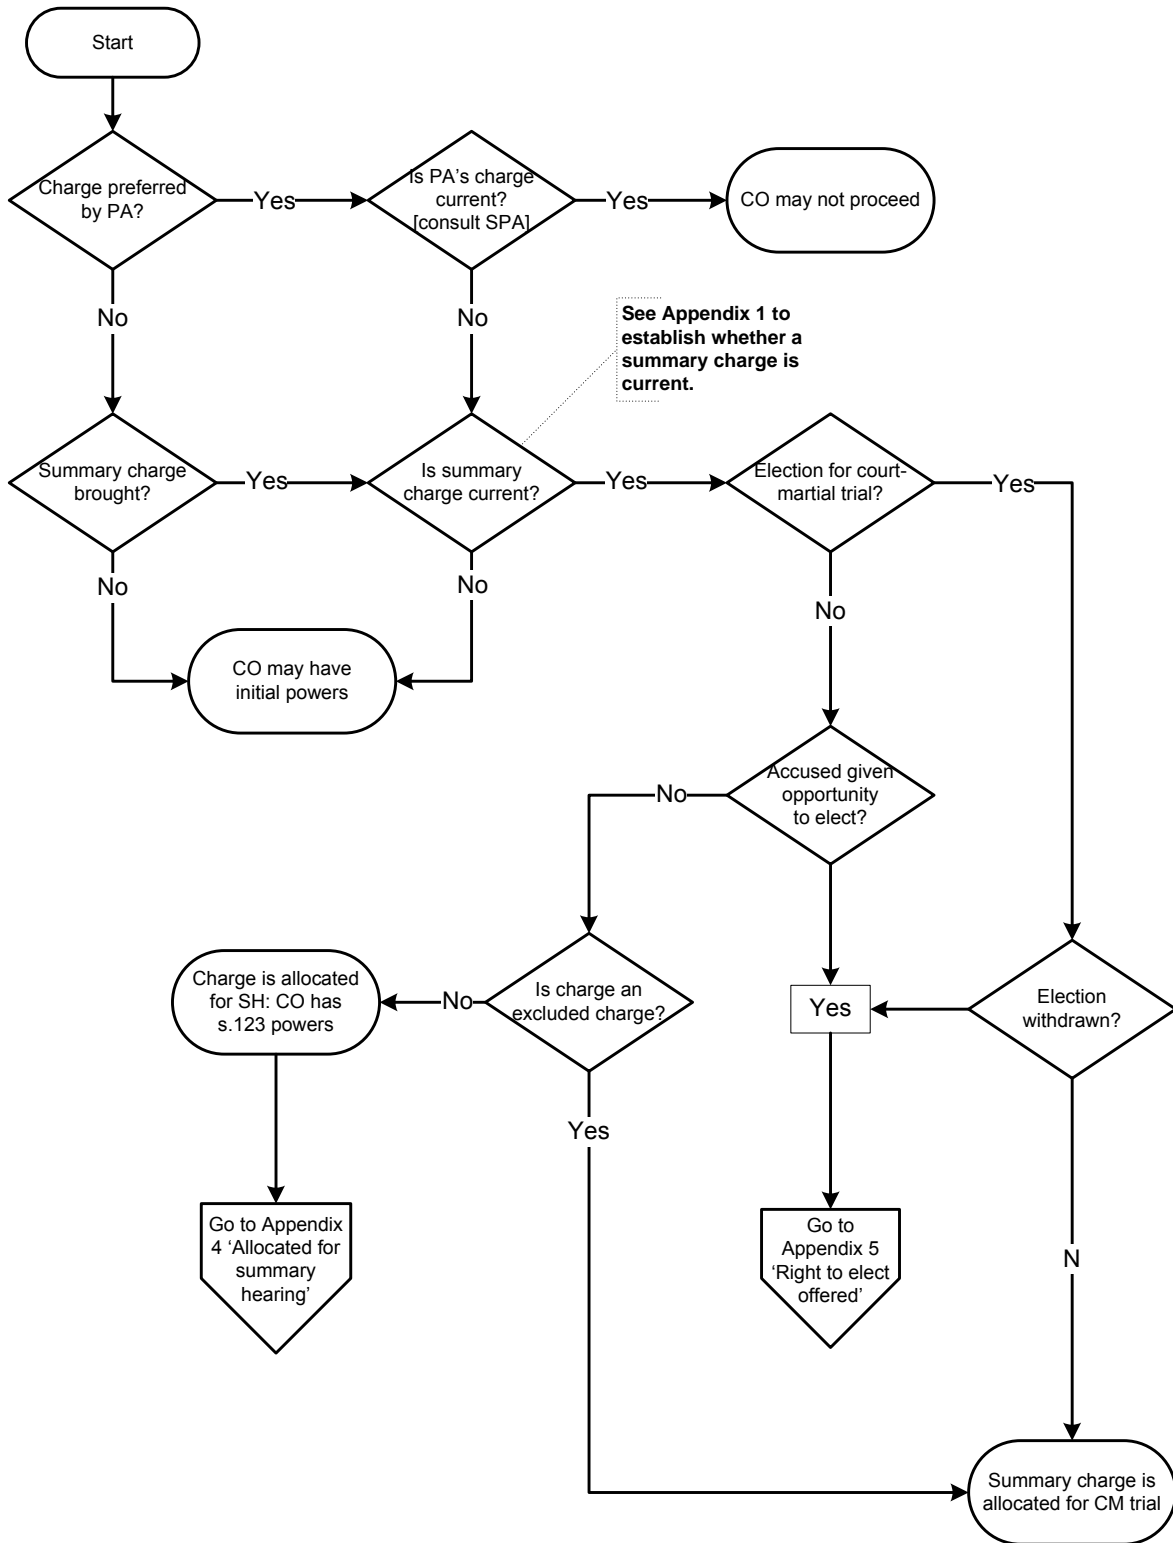 Start
Charge preferred
by PA?
Yes
Is PA's charge
current?
[consult SPA]
Yes
CO may not proceed
No
No
See Appendix 1 to
establish whether a
summary charge is
current.
Summary charge
brought?
Yes
Is summary
charge current?
Yes
Election for court-
martial trial?
Yes
No
No
No
CO may have
initial powers
Accused given
opportunity
to elect?
No
Charge is allocated
for SH: CO has
s.123 powers
No
Is charge an
excluded charge?
Yes
Election
withdrawn?
Yes
Go to Appendix
4 ‘Allocated for
summary
hearing’
Go to
Appendix 5
‘Right to elect
offered’
N
Summary charge is
allocated for CM trial